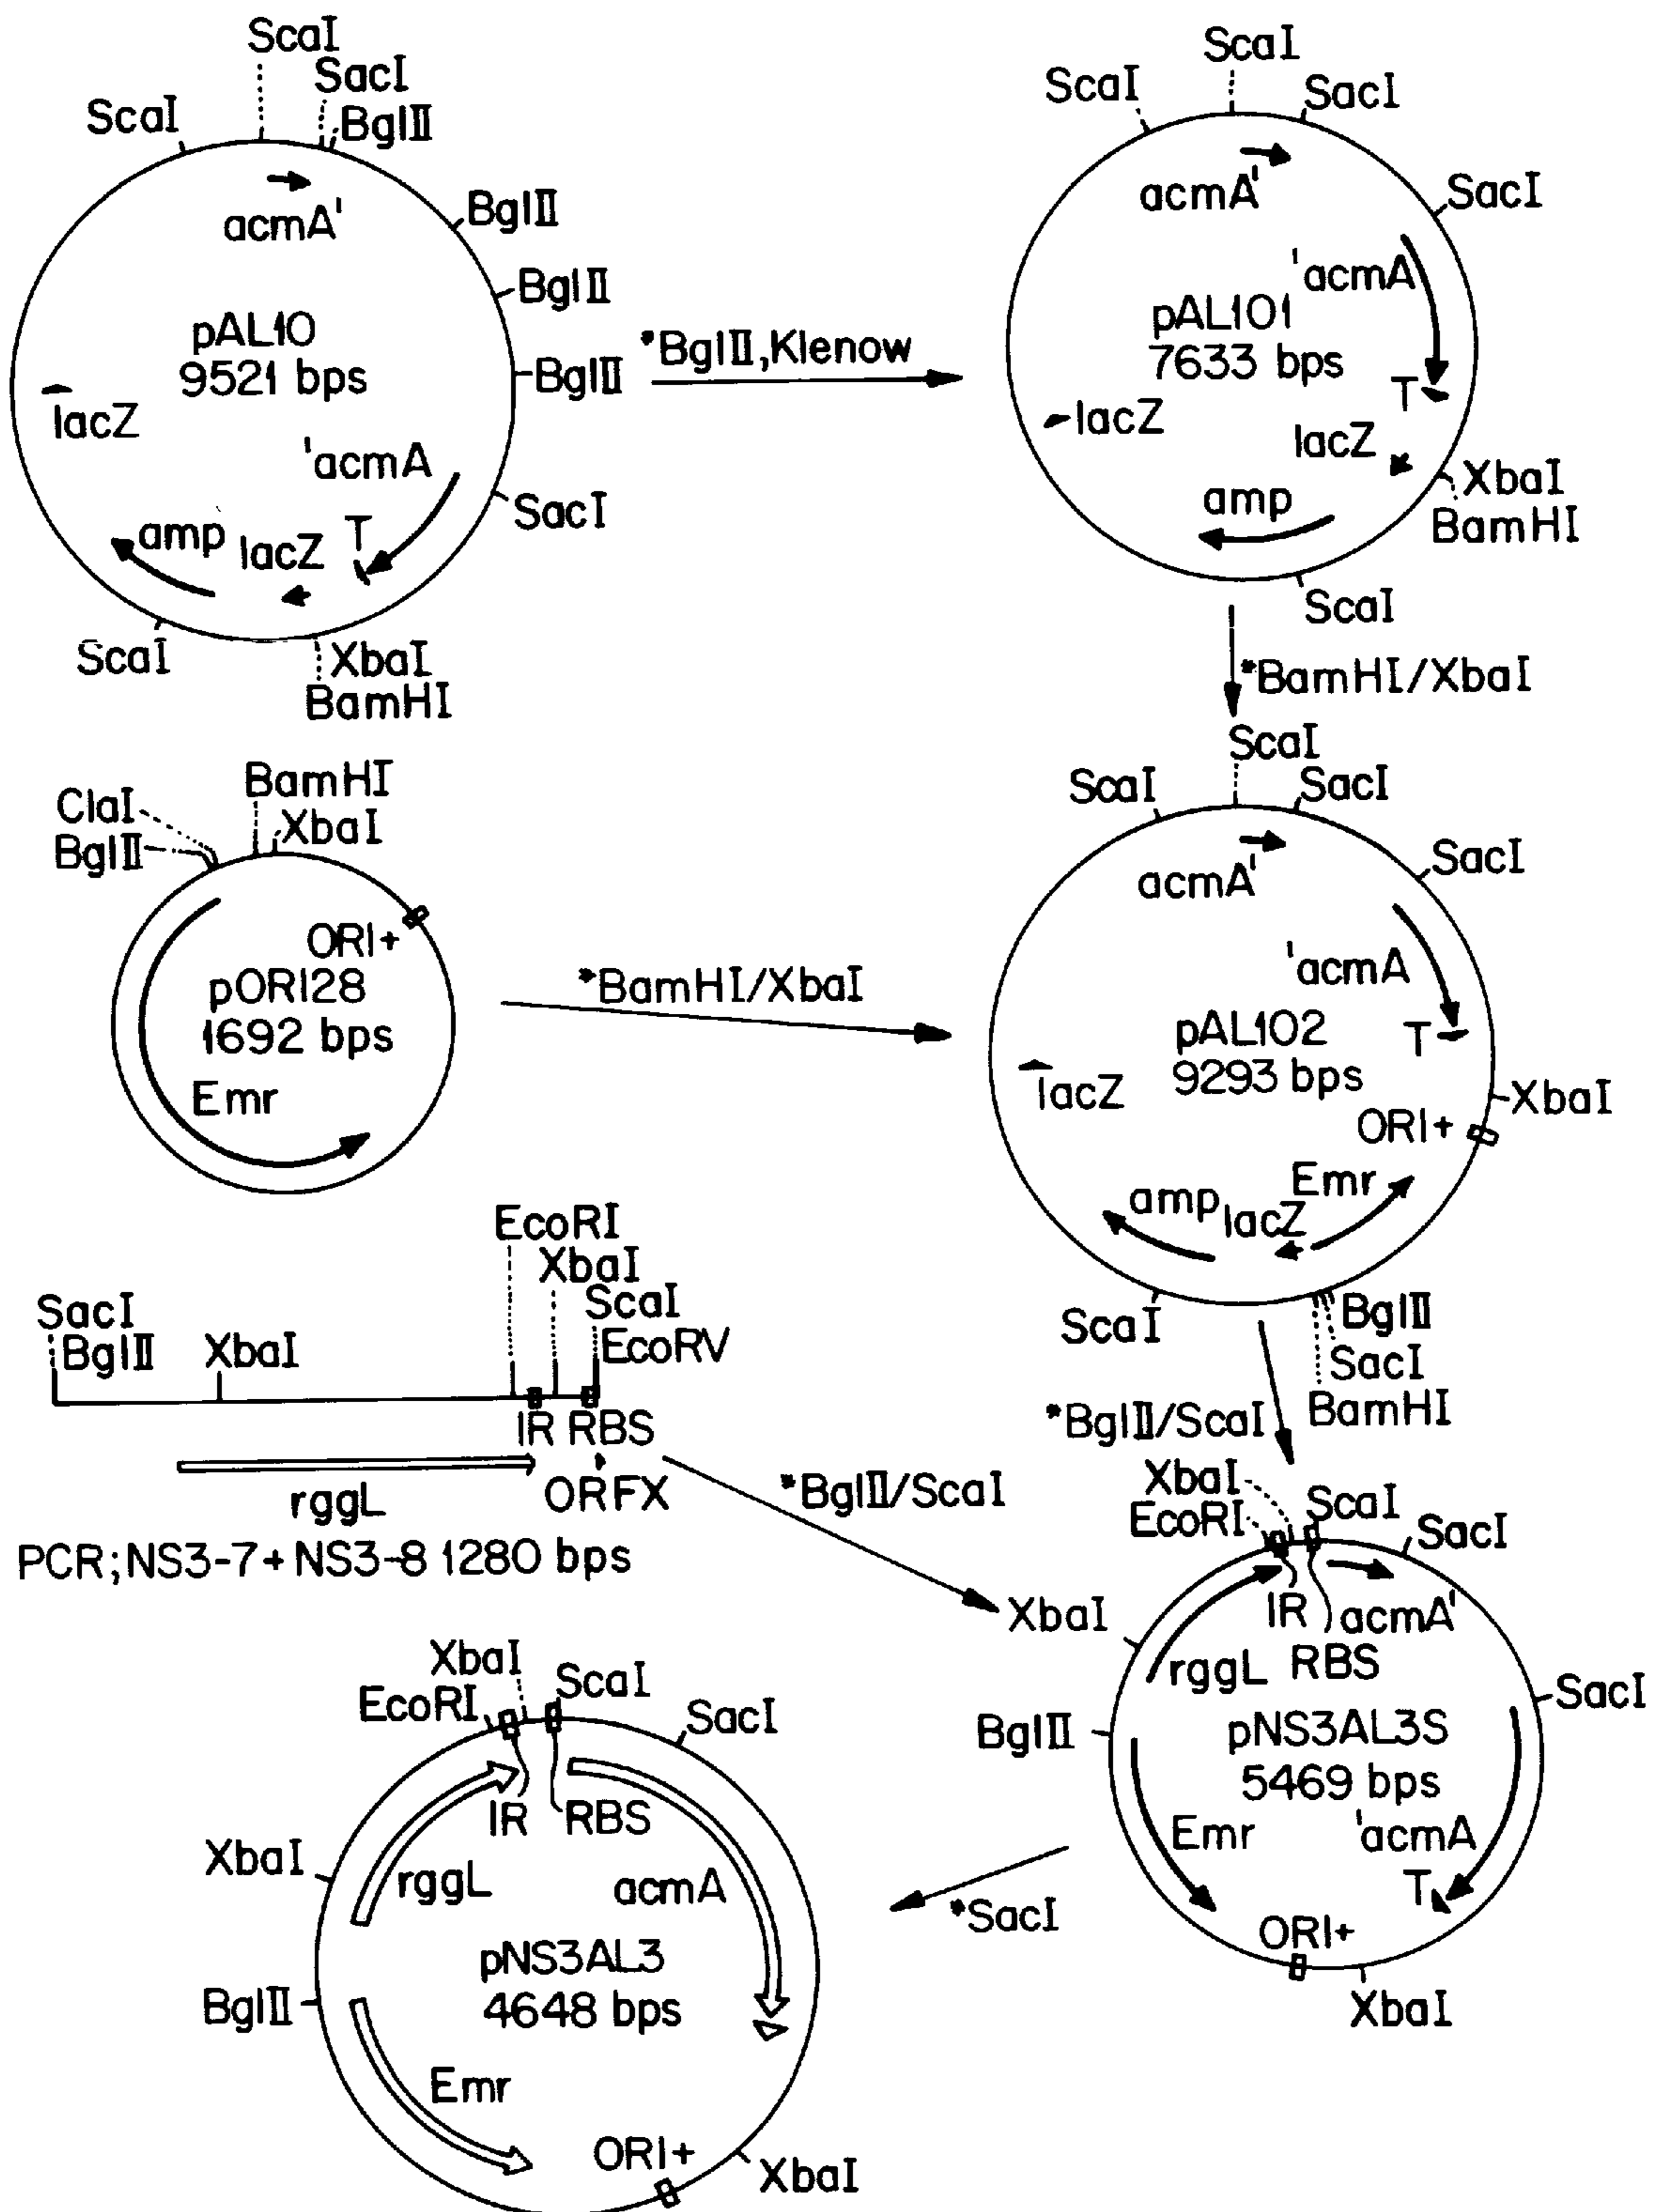 ScaI
SacI
ScaI
BglII
BglII
acmA'
BglII
pAL10
9521 bps
BglII
lacZ
'acmA
SacI
amp
lacZ
T
ScaI
XbaI
BamHI
*BglII,Klenow
ScaI
ScaI
SacI
acmA'
SacI
'acmA
pAL101
7633 bps
T
lacZ
lacZ
XbaI
BamHI
amp
ScaI
*BamHI/XbaI
BamHI
ClaI
XbaI
BglII
ORI+
pORI28
1692 bps
Emr
*BamHI/XbaI
ScaI
ScaI
SacI
acmA'
SacI
'acmA
pAL102
9293 bps
T
lacZ
XbaI
ORI+
Emr
amp
lacZ
ScaI
BglII
SacI
BamHI
*BglII/ScaI
EcoRI
XbaI
SacI
ScaI
BglII
XbaI
EcoRV
IR RBS
rggL
ORFX
PCR;NS3-7+NS3-8 1280 bps
*BglII/ScaI
XbaI
ScaI
EcoRI
SacI
XbaI
IR
acmA'
rggL
RBS
SacI
BglII
pNS3AL3S
5469 bps
Emr
'acmA
T
ORI+
XbaI
*SacI
XbaI
ScaI
EcoRI
SacI
IR
RBS
XbaI
rggL
acmA
pNS3AL3
4648 bps
BglII
Emr
ORI+
XbaI